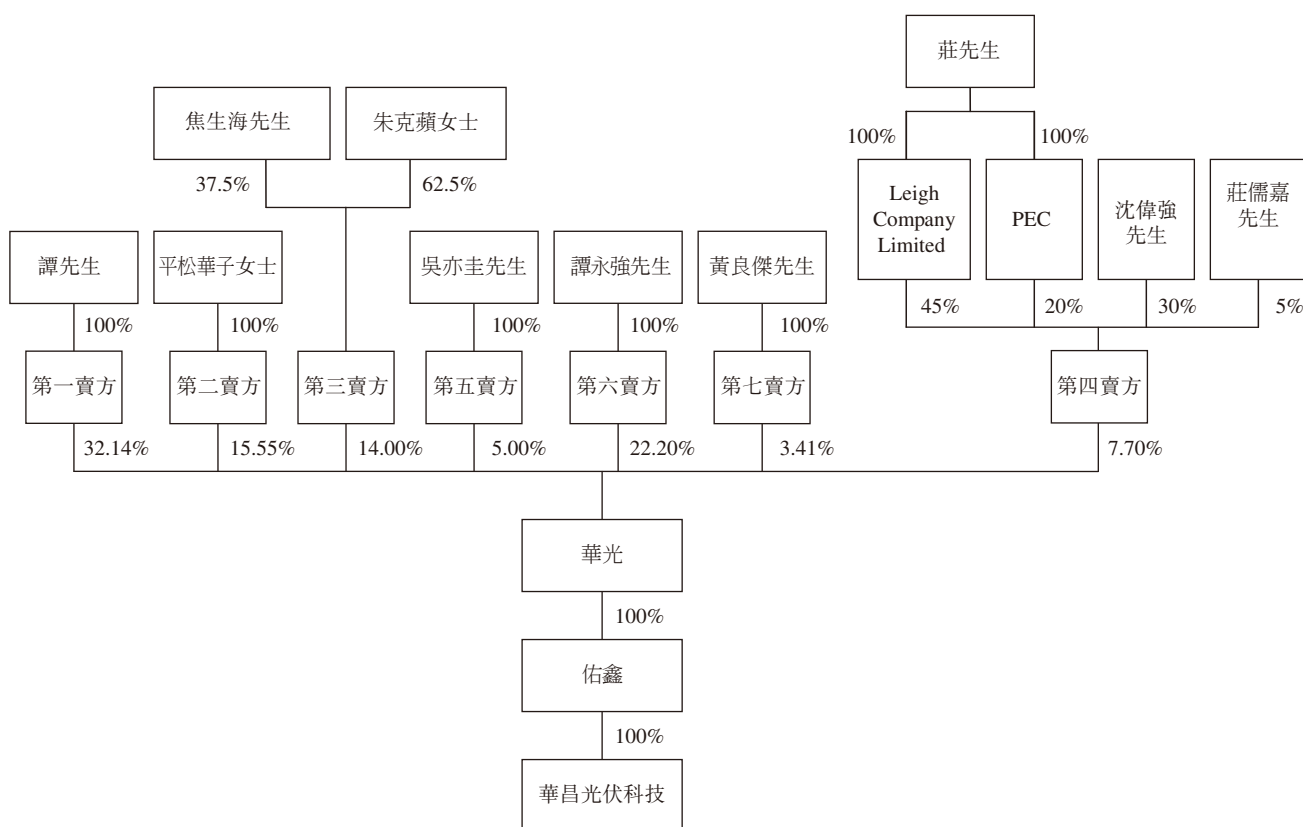 莊先生
焦生海先生
朱克蘋女士
100%
100%
37.5%
62.5%
Leigh
Company
Limited
PEC
沈偉強
先生
莊儒嘉
先生
譚先生
平松華子女士
吳亦圭先生
譚永強先生
黃良傑先生
45%
20%
30%
5%
100%
100%
100%
100%
100%
第一賣方
第二賣方
第三賣方
第五賣方
第六賣方
第七賣方
第四賣方
32.14%
15.55%
14.00%
5.00%
22.20%
3.41%
7.70%
華光
100%
佑鑫
100%
華昌光伏科技